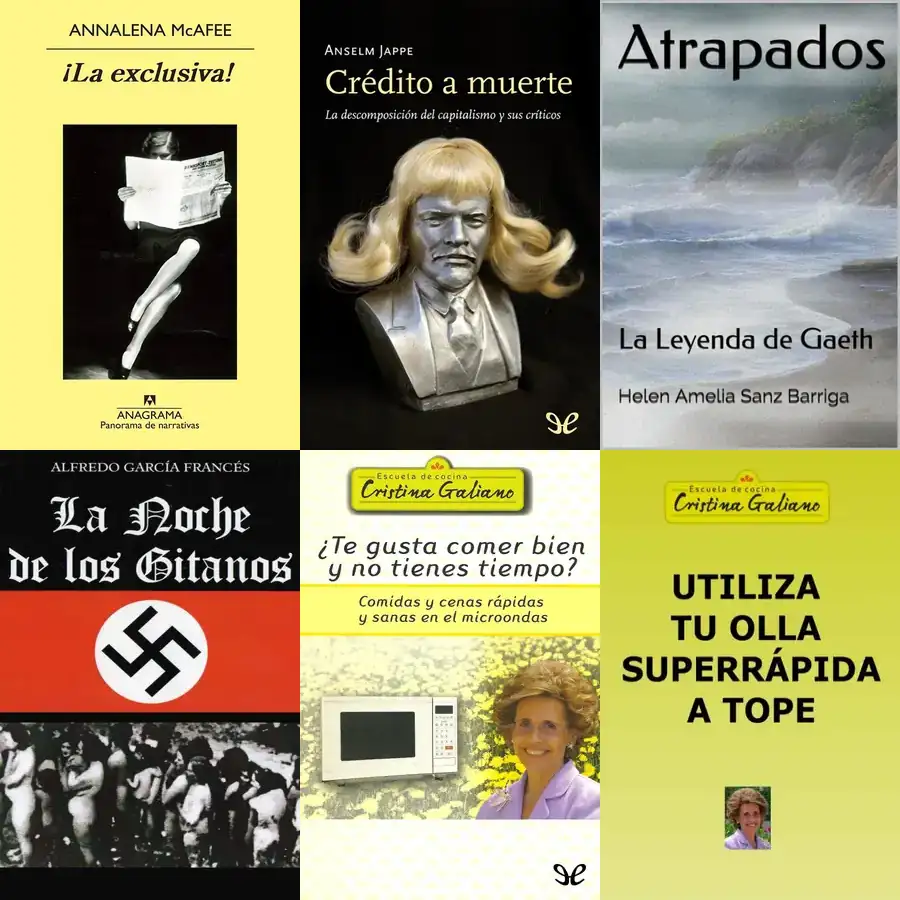 ANNALENA McAFEE
¡La exclusiva!
ANAGRAMA
Panorama de narrativas
ANSELM JAPPE
Crédito a muerte
La descomposición del capitalismo y sus críticos
Atrapados
La Leyenda de Gaeth
Helen Amelia Sanz Barriga
ALFREDO GARCÍA FRANCÉS
La Noche
de los Gitanos
Escuela de cocina
Cristina Galiano
¿Te gusta comer bien
y no tienes tiempo?
Comidas y cenas rápidas
y sanas en el microondas
Escuela de cocina
Cristina Galiano
UTILIZA
TU OLLA
SUPERRÁPIDA
A TOPE